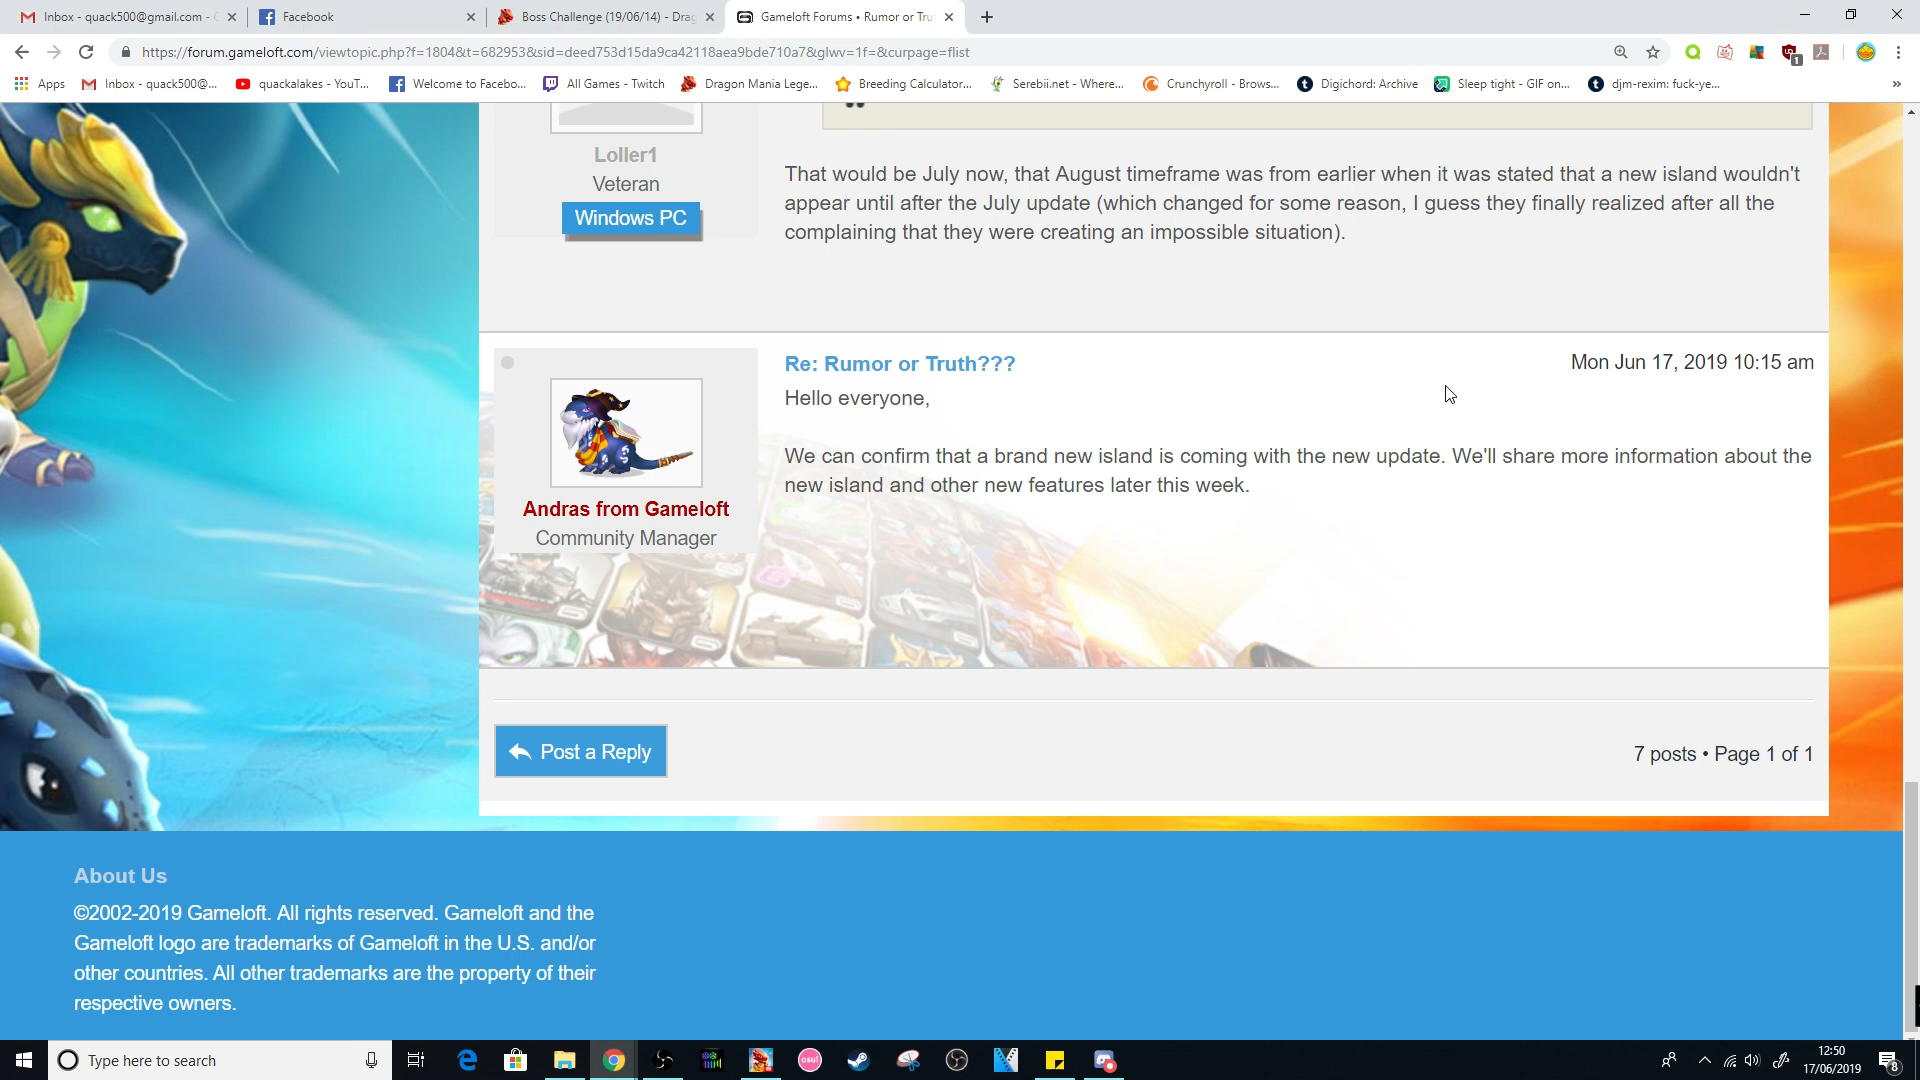 Inbox - quack500@gmail.com - G
Facebook
Boss Challenge (19/06/14) - Drag
Gameloft Forums • Rumor or Tru
https://forum.gameloft.com/viewtopic.php?f=1804&t=682953&sid=deed753d15da9ca42118aea9bde710a7&glwv=1f=&curpage=flist
Apps
Inbox - quack500@...
quackalakes - YouT...
Welcome to Facebo...
All Games - Twitch
Dragon Mania Lege...
Breeding Calculator...
Serebii.net - Where...
Crunchyroll - Brows...
Digichord: Archive
Sleep tight - GIF on...
djm-rexim: fuck-ye...
Loller1
Veteran
Windows PC
That would be July now, that August timeframe was from earlier when it was stated that a new island wouldn't
appear until after the July update (which changed for some reason, I guess they finally realized after all the
complaining that they were creating an impossible situation).
Re: Rumor or Truth???
Mon Jun 17, 2019 10:15 am
Hello everyone,
We can confirm that a brand new island is coming with the new update. We'll share more information about the
new island and other new features later this week.
Andras from Gameloft
Community Manager
Post a Reply
7 posts • Page 1 of 1
About Us
©2002-2019 Gameloft. All rights reserved. Gameloft and the
Gameloft logo are trademarks of Gameloft in the U.S. and/or
other countries. All other trademarks are the property of their
respective owners.
Type here to search
osu!
12:50
17/06/2019
8